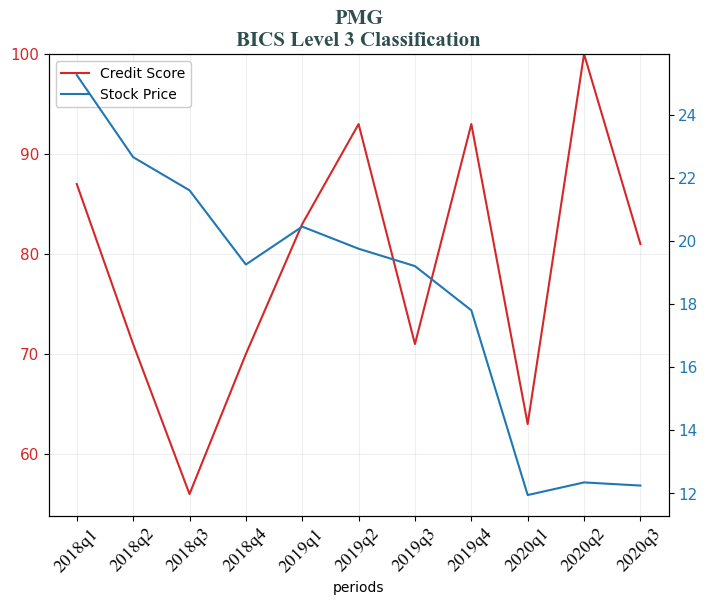 PMG
BICS Level 3 Classification
Credit Score
Stock Price
100
90
80
70
60
24
22
20
18
16
14
12
2018q1
2018q2
2018q3
2018q4
2019q1
2019q2
2019q3
2019q4
2020q1
2020q2
2020q3
periods